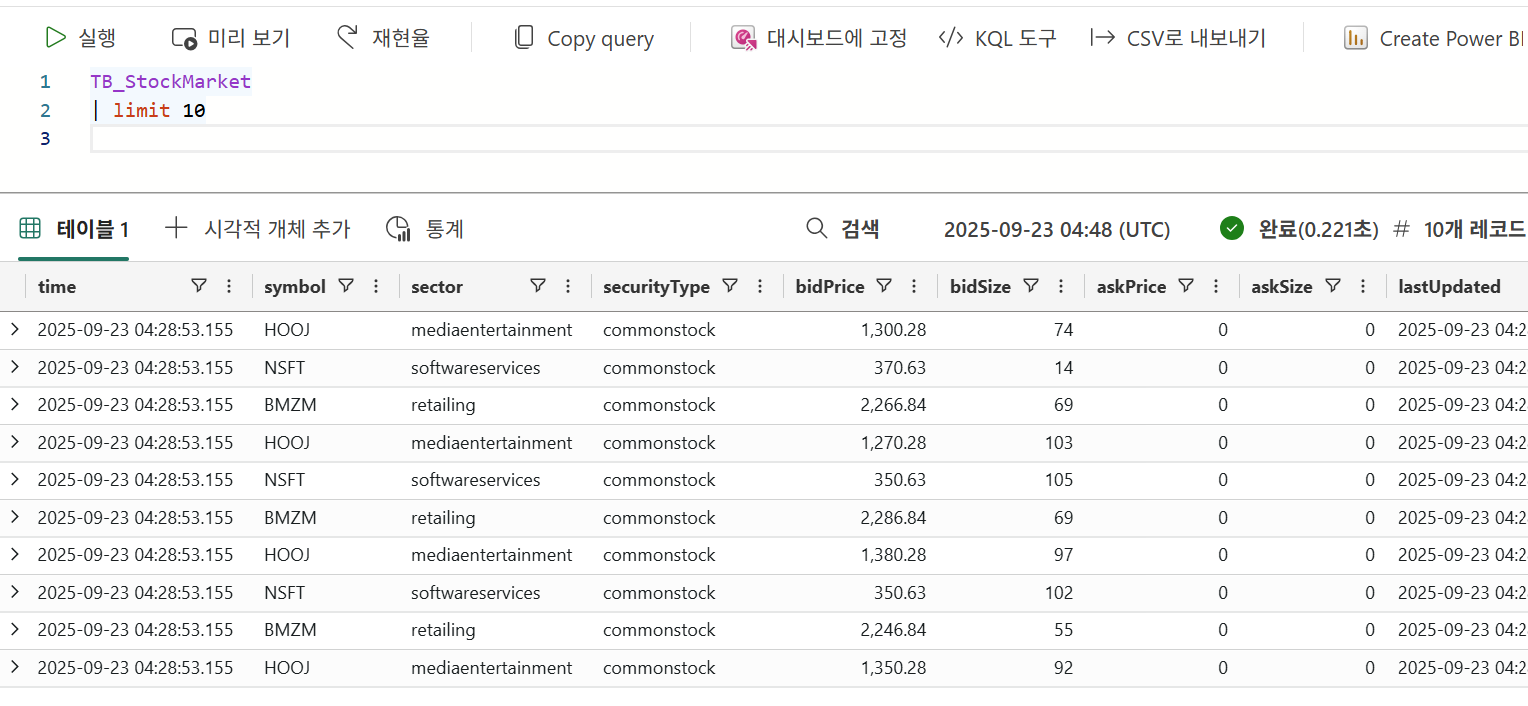 실행 미리 보기 재현율 Copy query 대시보드에 고정 </> KQL 도구 CSV로 내보내기 Create Power BI
1 TB_StockMarket
2 | limit 10
3
테이블 1 시각적 개체 추가 통계 검색 2025-09-23 04:48 (UTC) 완료(0.221초) # 10개 레코드
time symbol sector securityType bidPrice bidSize askPrice askSize lastUpdated
2025-09-23 04:28:53.155 HOOJ mediaentertainment commonstock 1,300.28 74 0 0 2025-09-23 04:2
2025-09-23 04:28:53.155 NSFT softwareservices commonstock 370.63 14 0 0 2025-09-23 04:2
2025-09-23 04:28:53.155 BMZM retailing commonstock 2,266.84 69 0 0 2025-09-23 04:2
2025-09-23 04:28:53.155 HOOJ mediaentertainment commonstock 1,270.28 103 0 0 2025-09-23 04:2
2025-09-23 04:28:53.155 NSFT softwareservices commonstock 350.63 105 0 0 2025-09-23 04:2
2025-09-23 04:28:53.155 BMZM retailing commonstock 2,286.84 69 0 0 2025-09-23 04:2
2025-09-23 04:28:53.155 HOOJ mediaentertainment commonstock 1,380.28 97 0 0 2025-09-23 04:2
2025-09-23 04:28:53.155 NSFT softwareservices commonstock 350.63 102 0 0 2025-09-23 04:2
2025-09-23 04:28:53.155 BMZM retailing commonstock 2,246.84 55 0 0 2025-09-23 04:2
2025-09-23 04:28:53.155 HOOJ mediaentertainment commonstock 1,350.28 92 0 0 2025-09-23 04:2